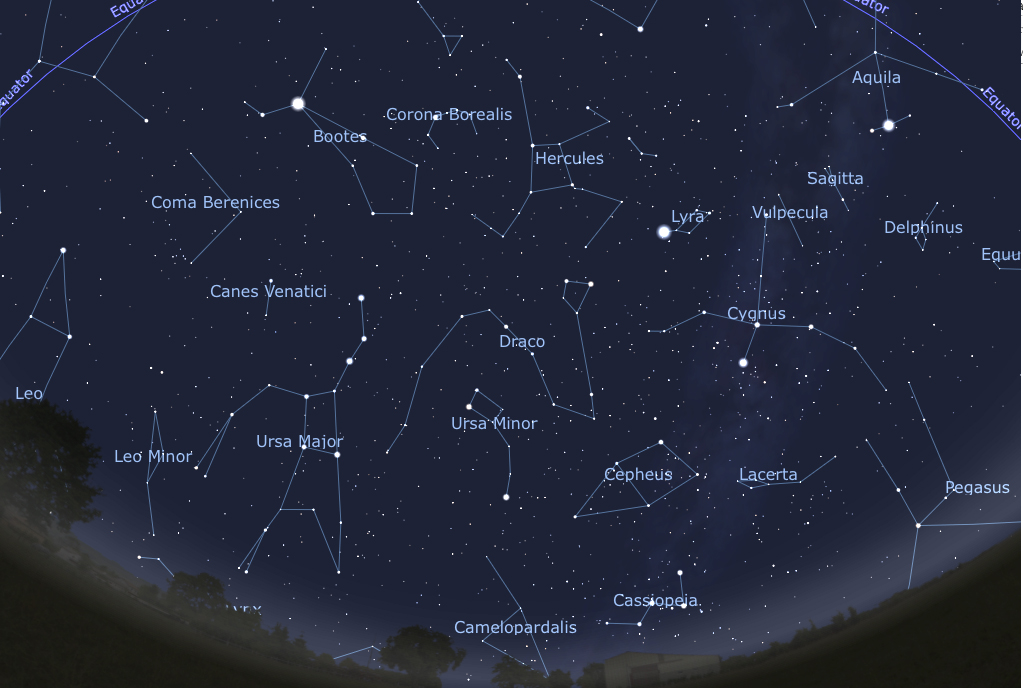 Equator
Equator
Equator
Aquila
Equator
Corona Borealis
Bootes
Hercules
Sagitta
Coma Berenices
Lyra
Vulpecula
Delphinus
Equu
Canes Venatici
Cygnus
Draco
Leo
Ursa Minor
Ursa Major
Leo Minor
Cepheus
Lacerta
Pegasus
Cassiopeia
Camelopardalis